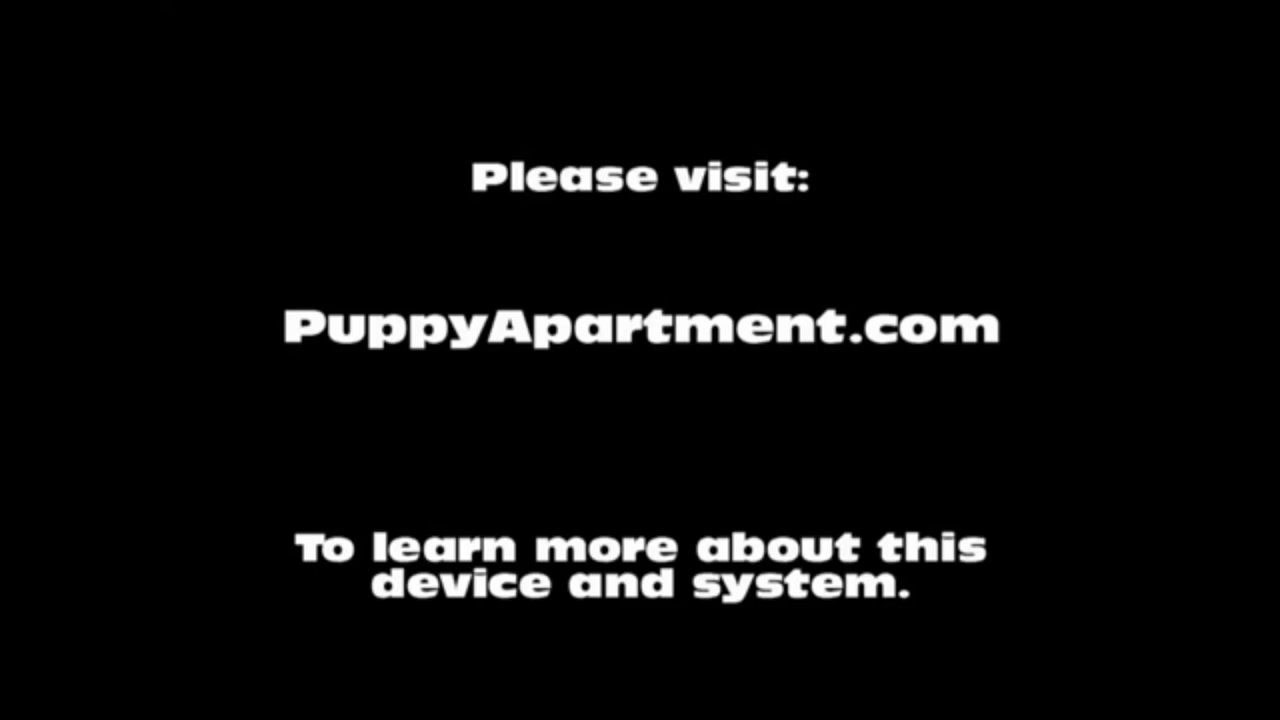 Please visit:
PuppyApartment.com
To learn more about this
device and system.